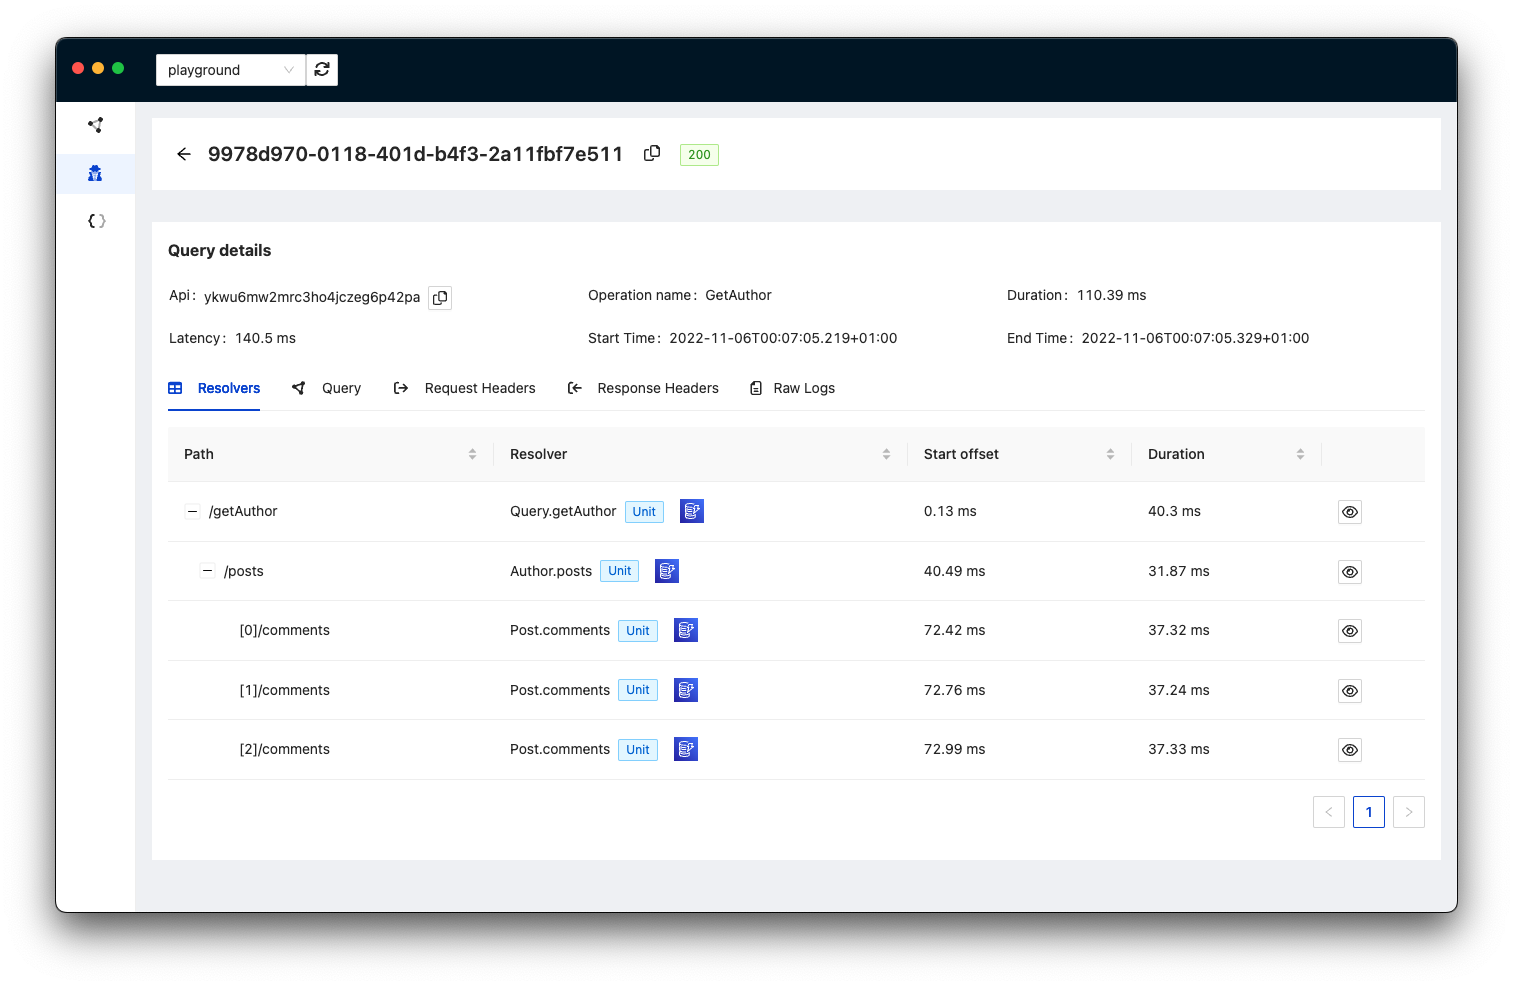 playground
9978d970-0118-401d-b4f3-2a11fbf7e511 200
Query details
Api: ykwu6mw2mrc3ho4jczeg6p42pa Operation name: GetAuthor Duration: 110.39 ms
Latency: 140.5 ms Start Time: 2022-11-06T00:07:05.219+01:00 End Time: 2022-11-06T00:07:05.329+01:00
Resolvers Query Request Headers Response Headers Raw Logs
Path Resolver Start offset Duration
/getAuthor Query.getAuthor Unit 0.13 ms 40.3 ms
/posts Author.posts Unit 40.49 ms 31.87 ms
[0]/comments Post.comments Unit 72.42 ms 37.32 ms
[1]/comments Post.comments Unit 72.76 ms 37.24 ms
[2]/comments Post.comments Unit 72.99 ms 37.33 ms
1